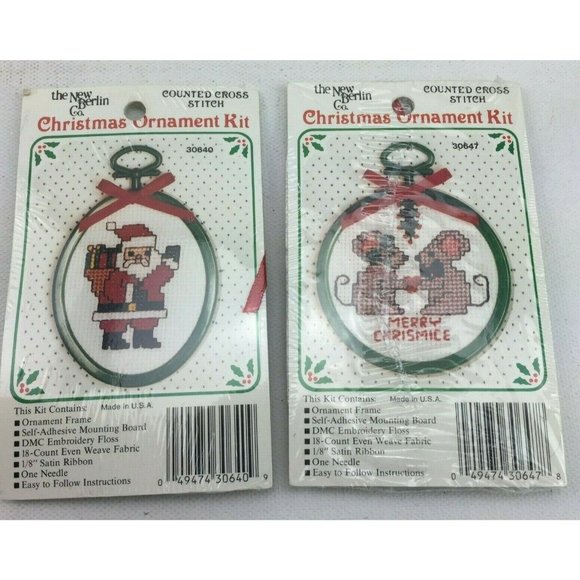 the New Berlin Co.
COUNTED CROSS STITCH
Christmas Ornament Kit
30640
This Kit Contains:
Made in U.S.A.
■ Ornament Frame
■ Self-Adhesive Mounting Board
■ DMC Embroidery Floss
■ 18-Count Even Weave Fabric
■ 1/8" Satin Ribbon
■ One Needle
■ Easy to Follow Instructions
0 49474 30640 9
the New Berlin Co.
COUNTED CROSS STITCH
Christmas Ornament Kit
30647
MERRY
CHRISMICE
This Kit Contains:
Made in U.S.A.
■ Ornament Frame
■ Self-Adhesive Mounting Board
■ DMC Embroidery Floss
■ 18-Count Even Weave Fabric
■ 1/8" Satin Ribbon
■ One Needle
■ Easy to Follow Instructions
0 49474 30647 8